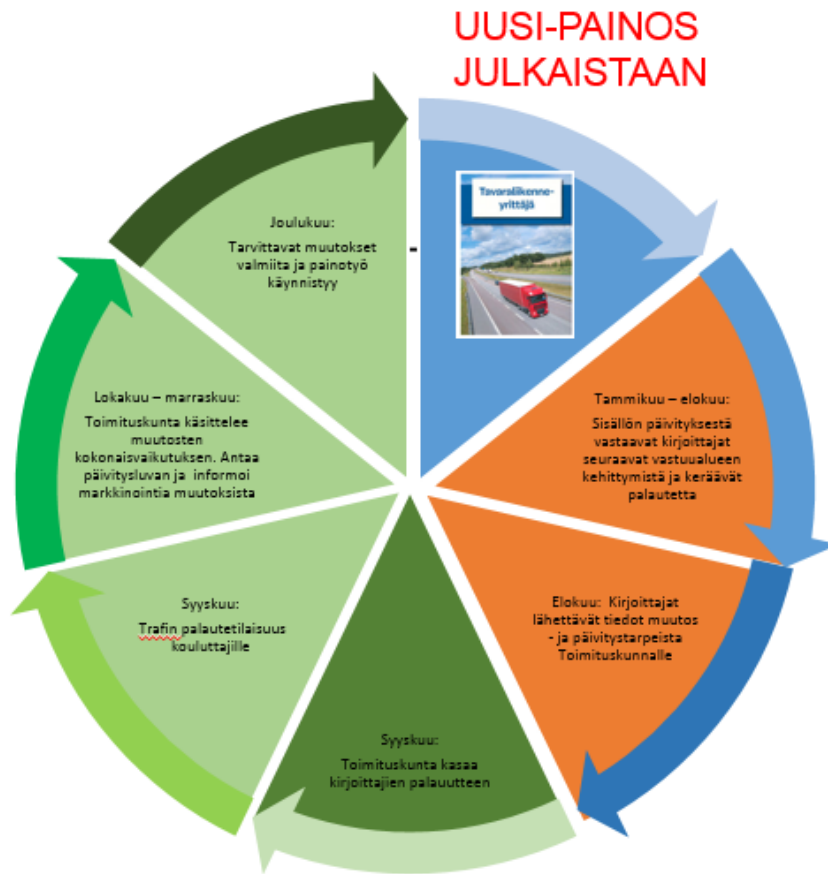 UUSI-PAINOS
JULKAISTAAN
Tavaraliikenne-
yrittäjä
-
Tammikuu – elokuu:
Sisällön päivityksestä
vastaavat kirjoittajat
seuraavat vastuualueen
kehittymistä ja keräävät
palautetta
Elokuu: Kirjoittajat
lähettävät tiedot muutos
- ja päivitystarpeista
Toimituskunnalle
Syyskuu:
Toimituskunta kasaa
kirjoittajien palauutteen
Syyskuu:
Trafin palautetilaisuus
kouluttajille
Lokakuu – marraskuu:
Toimituskunta käsittelee
muutosten
kokonaisvaikutuksen. Antaa
päivitysluvan ja informoi
markkinointia muutoksista
Joulukuu:
Tarvittavat muutokset
valmiita ja painotyö
käynnistyy